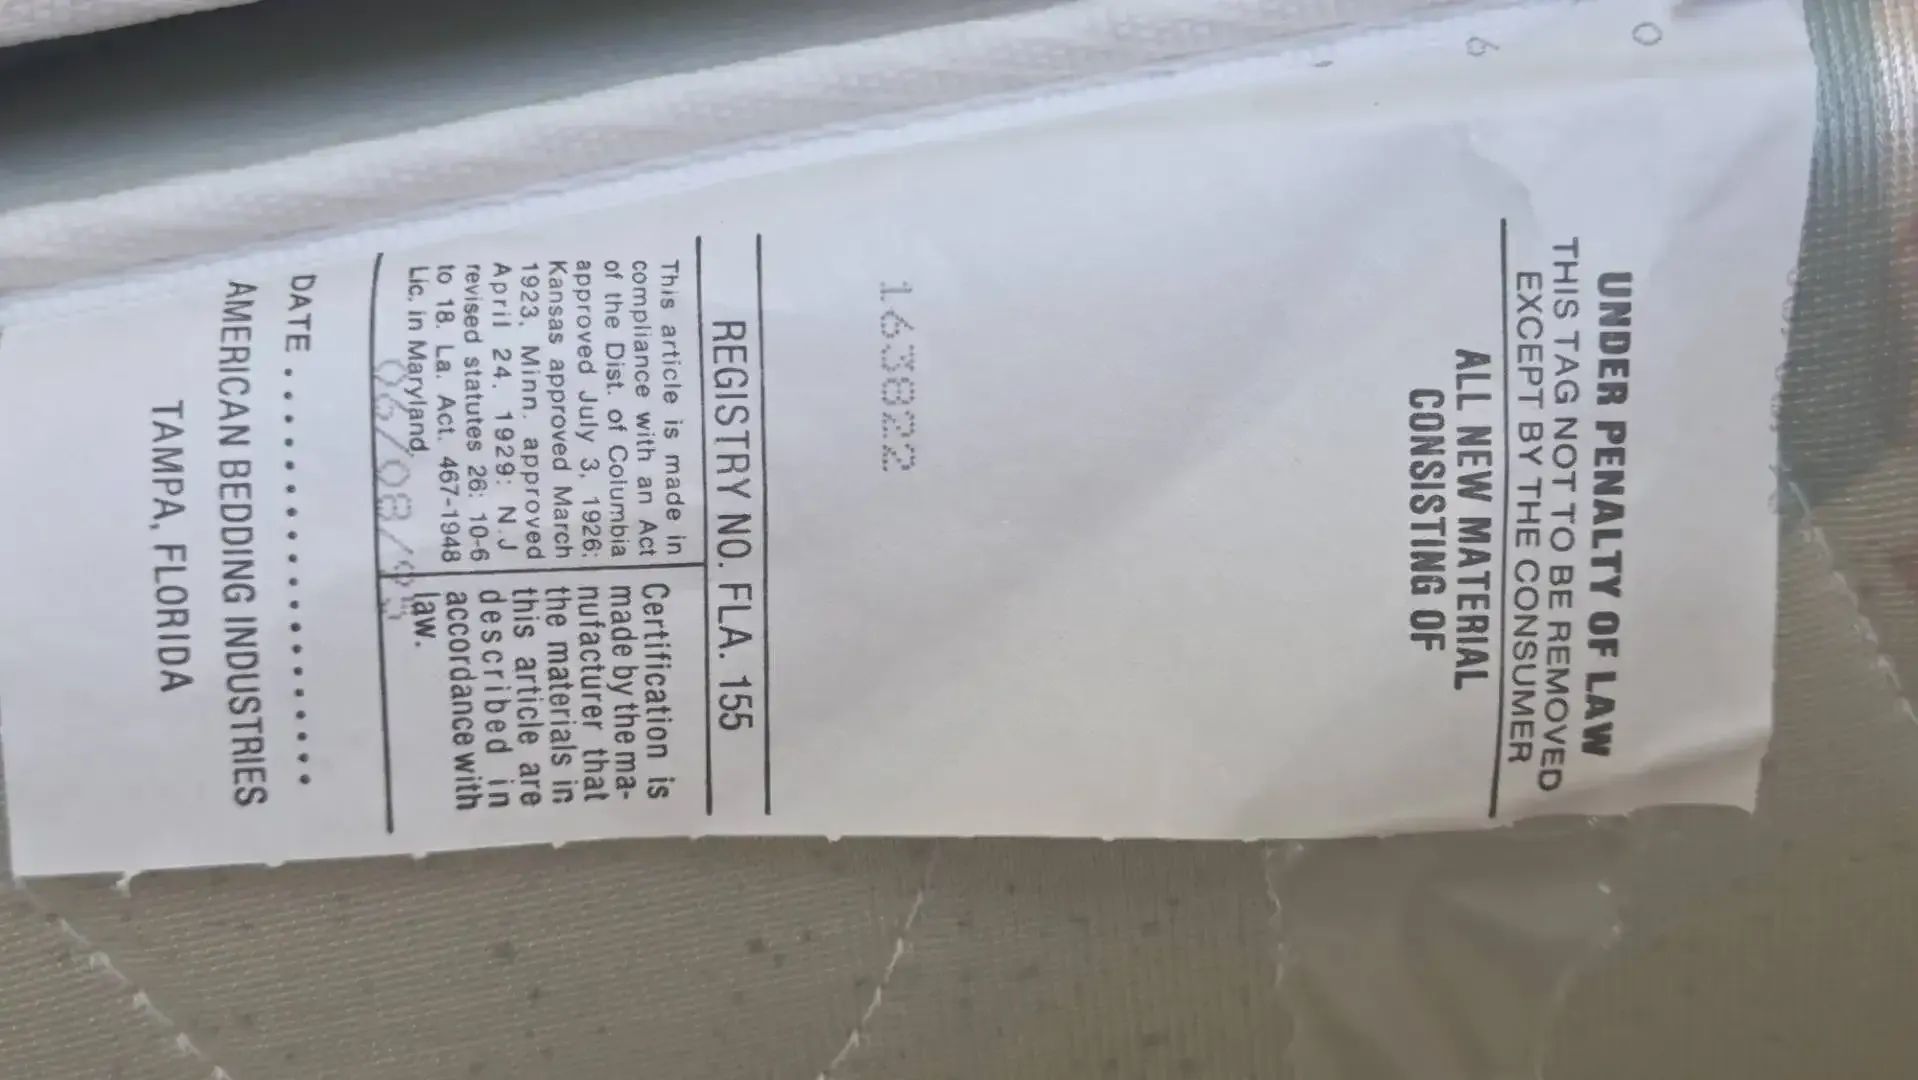 UNDER PENALTY OF LAW
THIS TAG NOT TO BE REMOVED
EXCEPT BY THE CONSUMER
ALL NEW MATERIAL
CONSISTING OF
163822
REGISTRY NO. FLA. 155
This article is made in
compliance with an Act
of the Dist. of Columbia
approved July 3, 1926;
Kansas approved March
1923, Minn. approved
April 24, 1929; N.J
revised statutes 26: 10-6
to 18. La. Act. 467-1948
Lic. in Maryland
Certification is
made by the ma-
nufacturer that
the materials in
this article are
described in
accordance with
law.
06/08/95
DATE ..................
AMERICAN BEDDING INDUSTRIES
TAMPA, FLORIDA